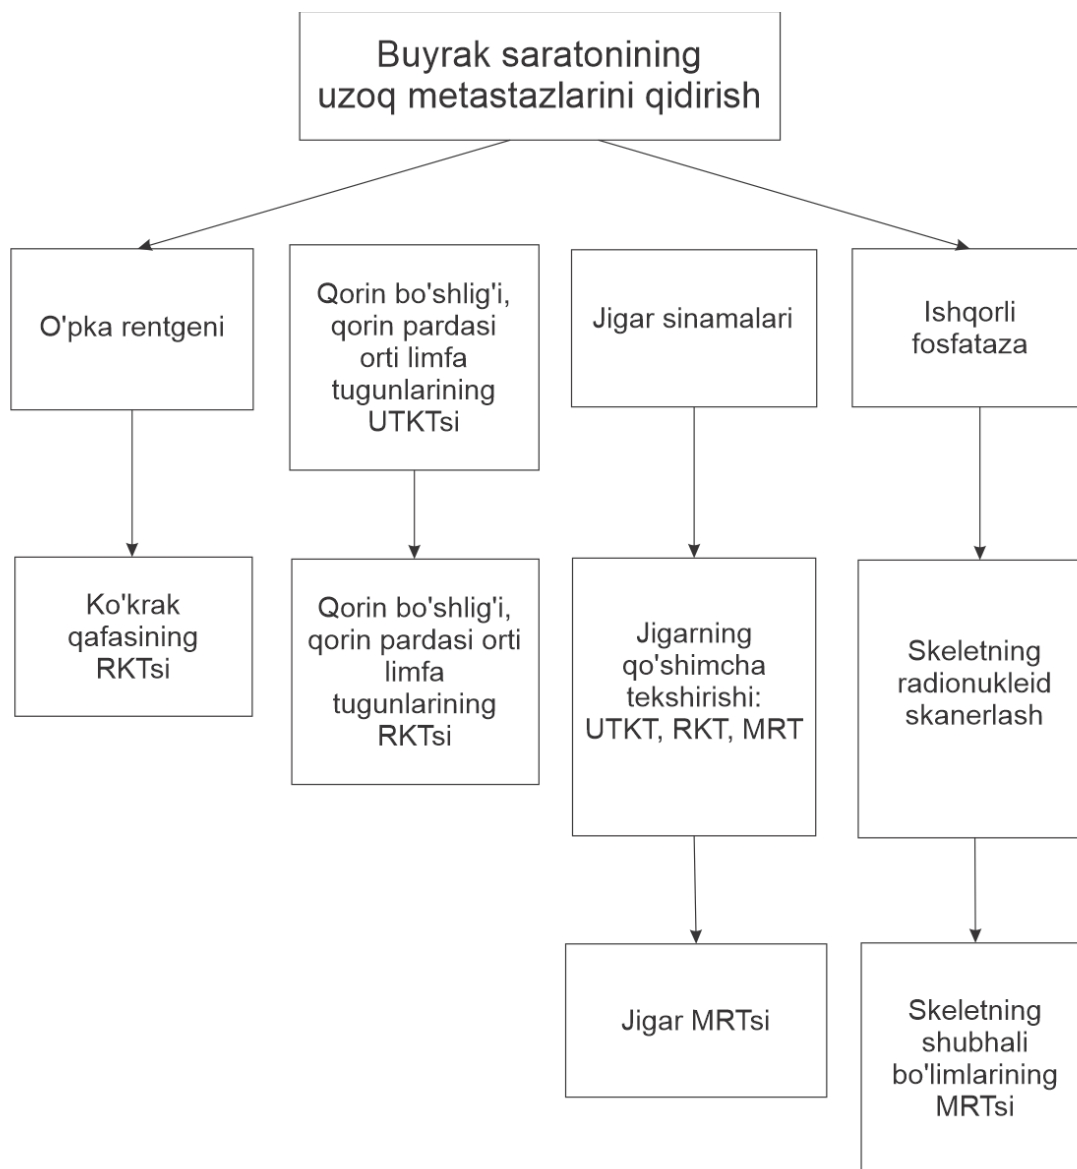 Buyrak saratonining
uzoq metastazlarini qidirish
O'pka rentgeni
Qorin bo'shlig'i,
qorin pardasi
orti limfa
tugunlarining
UTKTsi
Jigar sinamalari
Ishqorli
fosfataza
Ko'krak
qafasining
RKTsi
Qorin bo'shlig'i,
qorin pardasi orti
limfa
tugunlarining
RKTsi
Jigarning
qo'shimcha
tekshirishi:
UTKT, RKT, MRT
Skeletning
radionukleid
skanerlash
Jigar MRTsi
Skeletning
shubhali
bo'limlarining
MRTsi